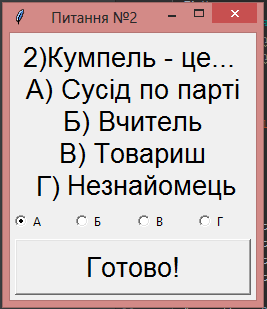 Питання №2
2)Кумпель - це...
А) Сусід по парті
Б) Вчитель
В) Товариш
Г) Незнайомець
А Б В Г
Готово!